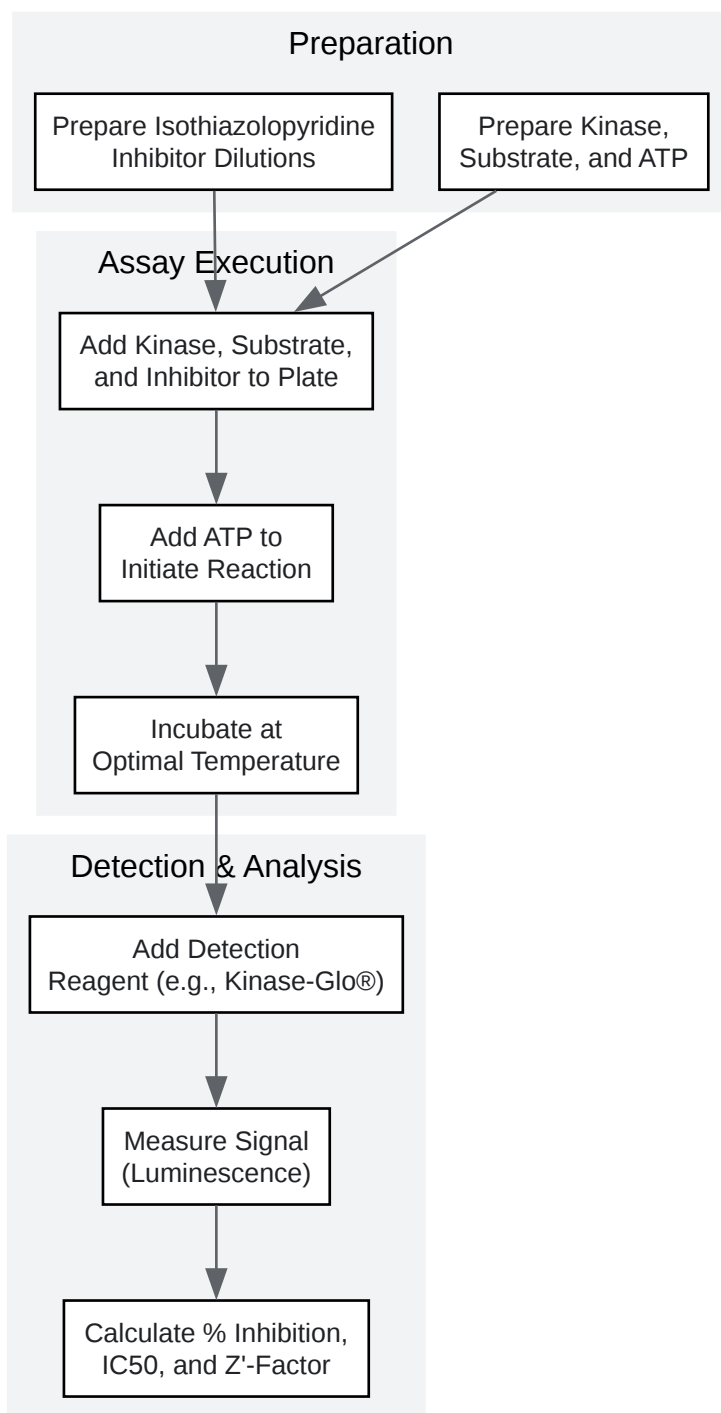 Preparation
Prepare Isothiazolopyridine
Inhibitor Dilutions
Prepare Kinase,
Substrate, and ATP
Assay Execution
Add Kinase, Substrate,
and Inhibitor to Plate
Add ATP to
Initiate Reaction
Incubate at
Optimal Temperature
Detection & Analysis
Add Detection
Reagent (e.g., Kinase-Glo®)
Measure Signal
(Luminescence)
Calculate % Inhibition,
IC50, and Z'-Factor